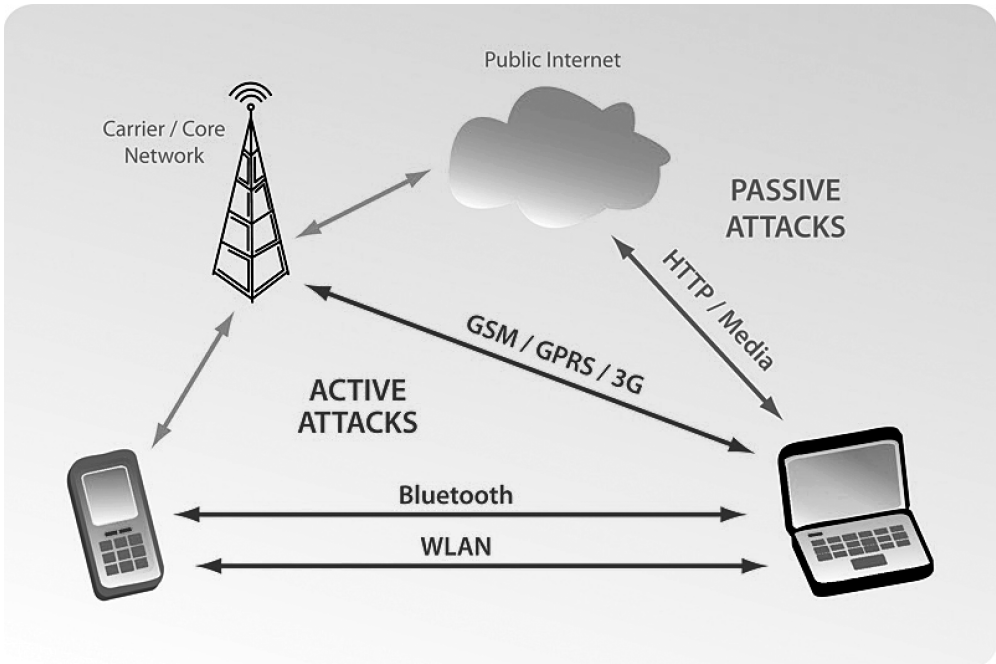 Public Internet
Carrier / Core
Network
PASSIVE
ATTACKS
HTTP / Media
GSM / GPRS / 3G
ACTIVE
ATTACKS
Bluetooth
WLAN